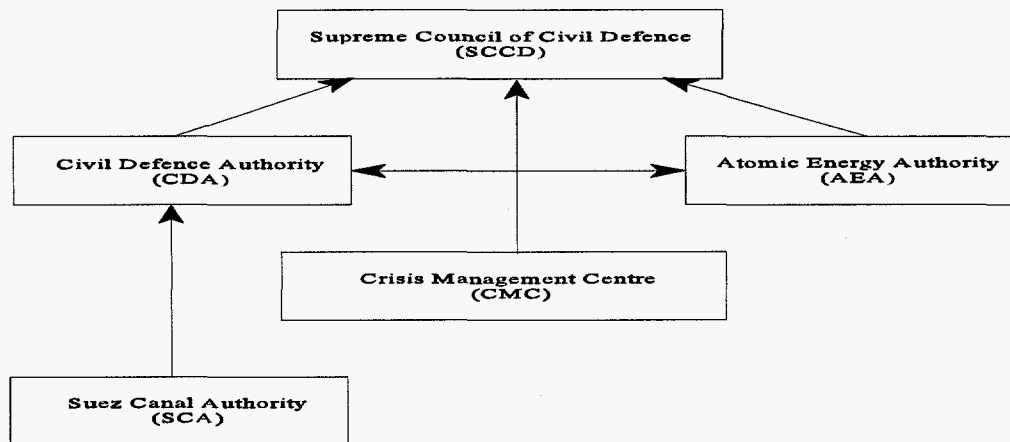 Supreme Council of Civil Defence
(SCCD)
Civil Defence Authority
(CDA)
Atomic Energy Authority
(AEA)
Crisis Management Centre
(CMC)
Suez Canal Authority
(SCA)